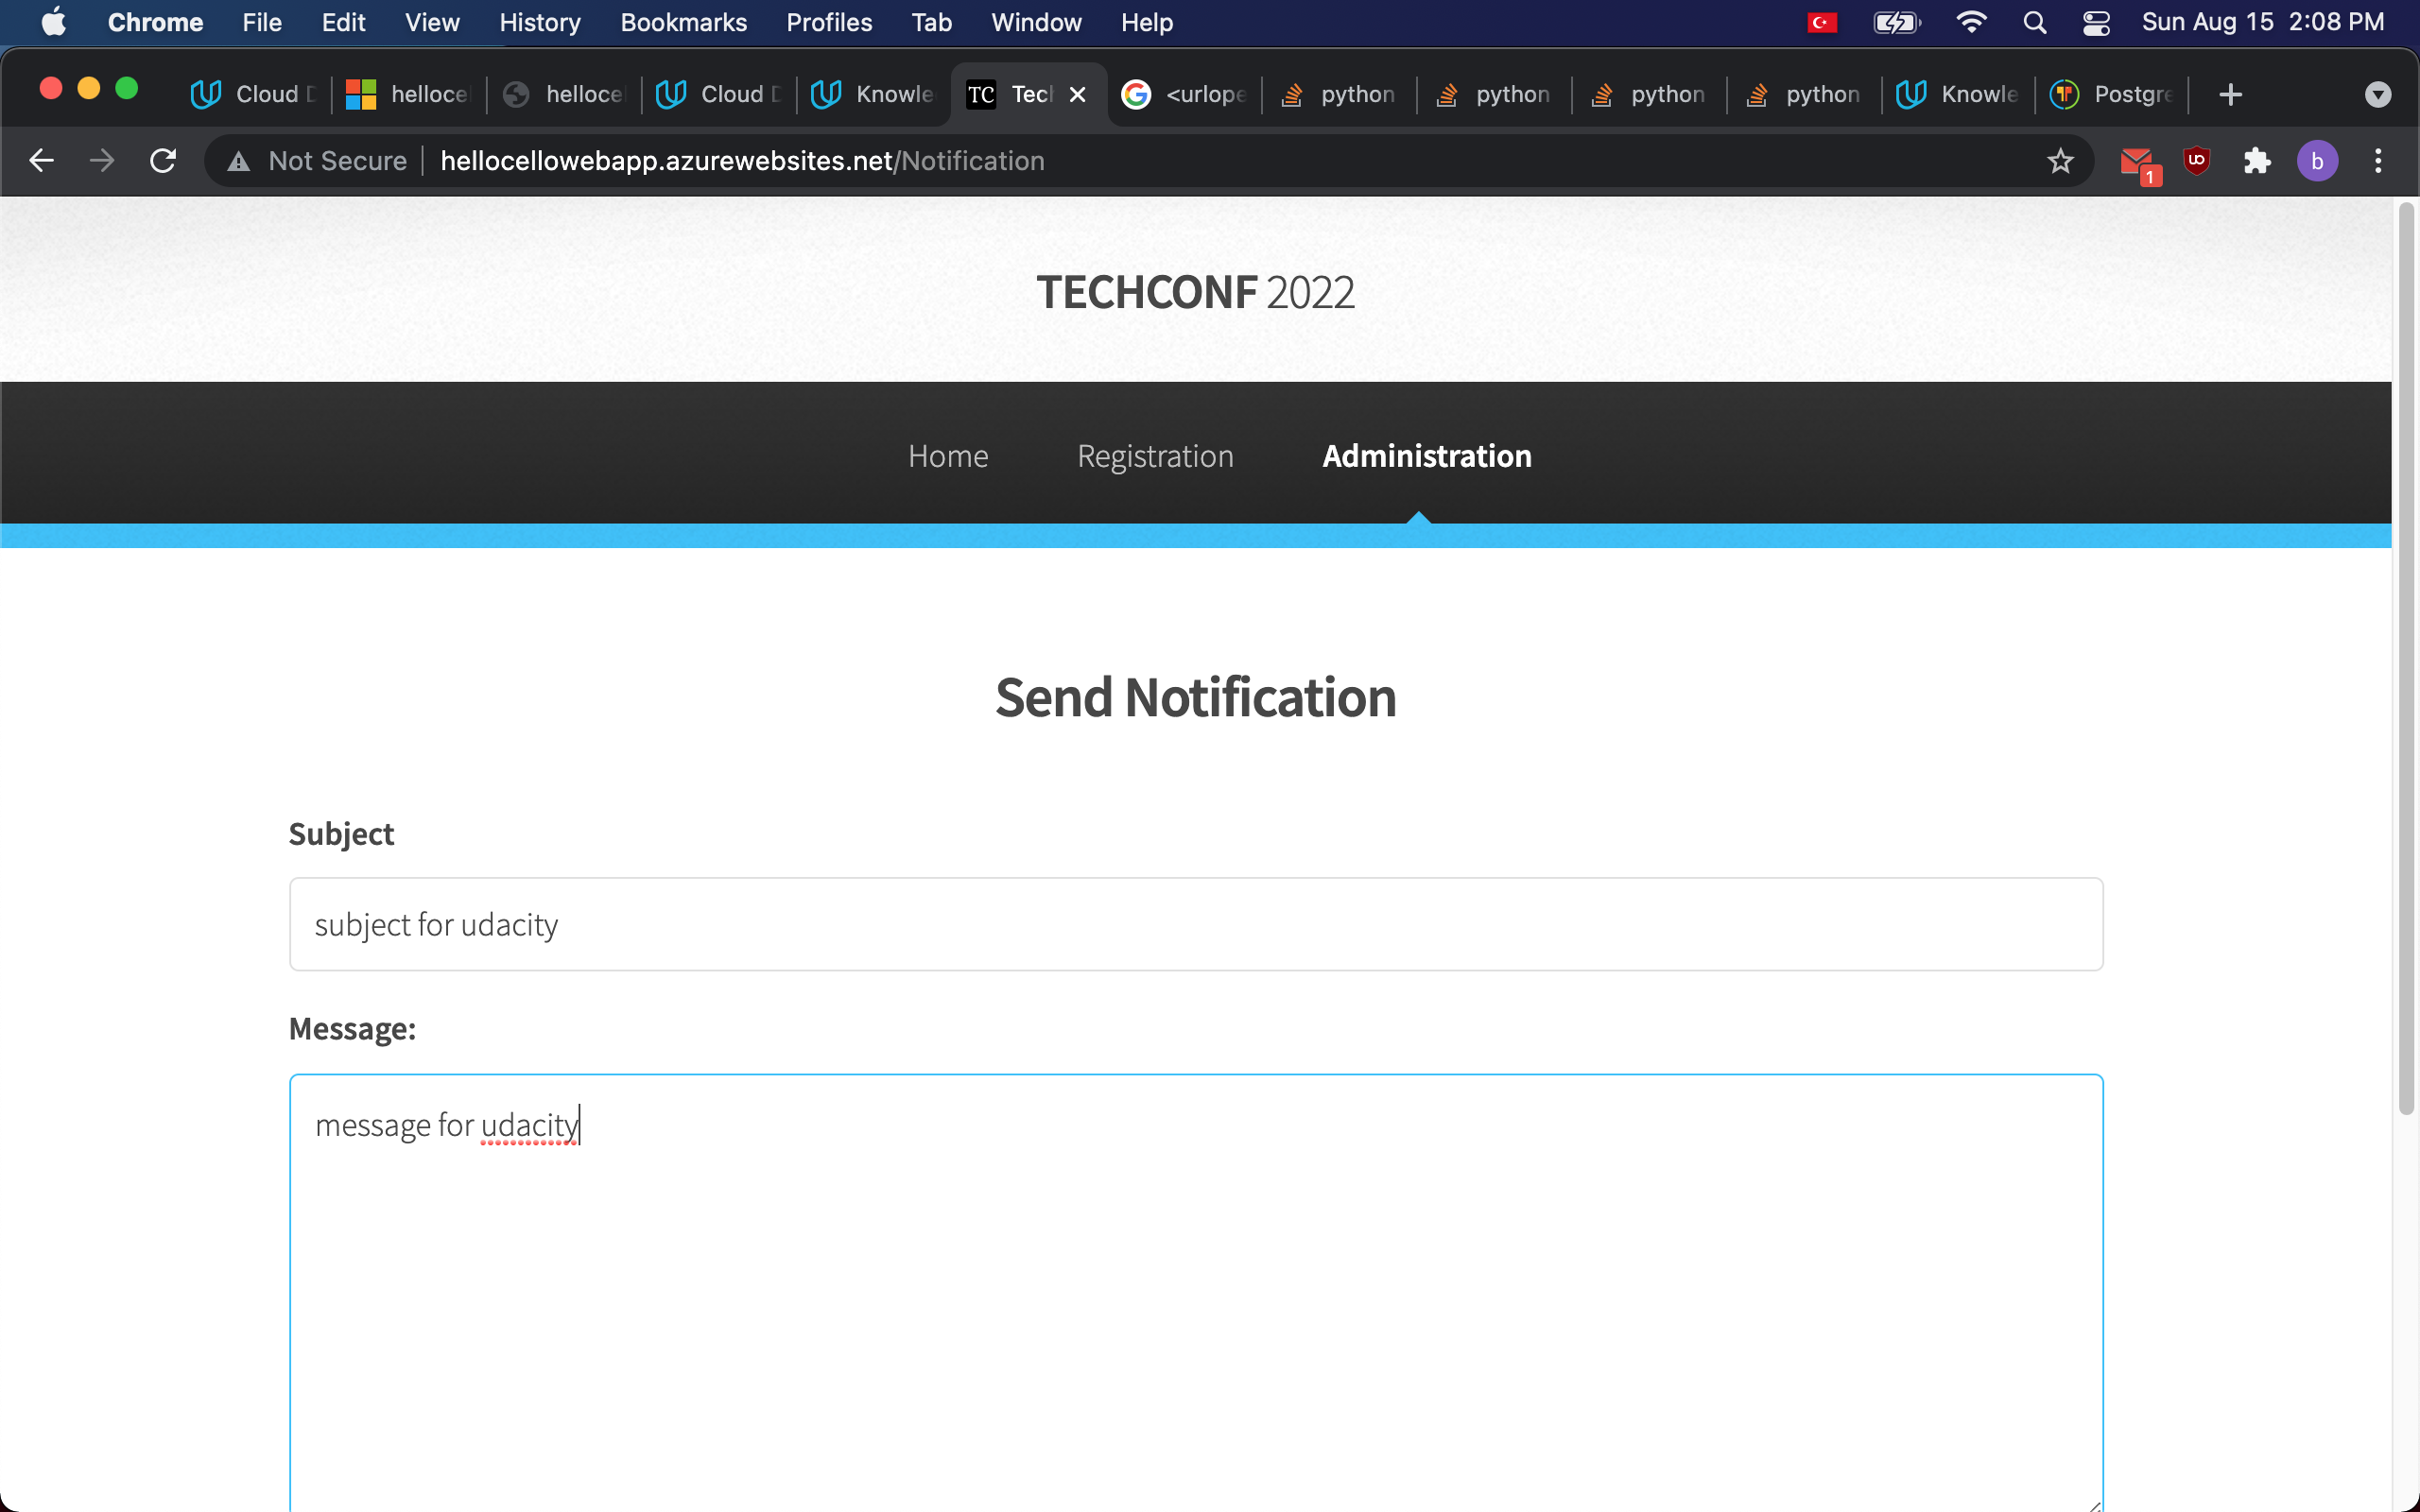 Chrome File Edit View History Bookmarks Profiles Tab Window Help Sun Aug 15 2:08 PM
Cloud D helloce helloce Cloud D Knowle TC Tech <urlope python python python python Knowle Postgre
Not Secure hellocellowebapp.azurewebsites.net/Notification 1 b
TECHCONF 2022
Home Registration Administration
Send Notification
Subject
subject for udacity
Message:
message for udacity